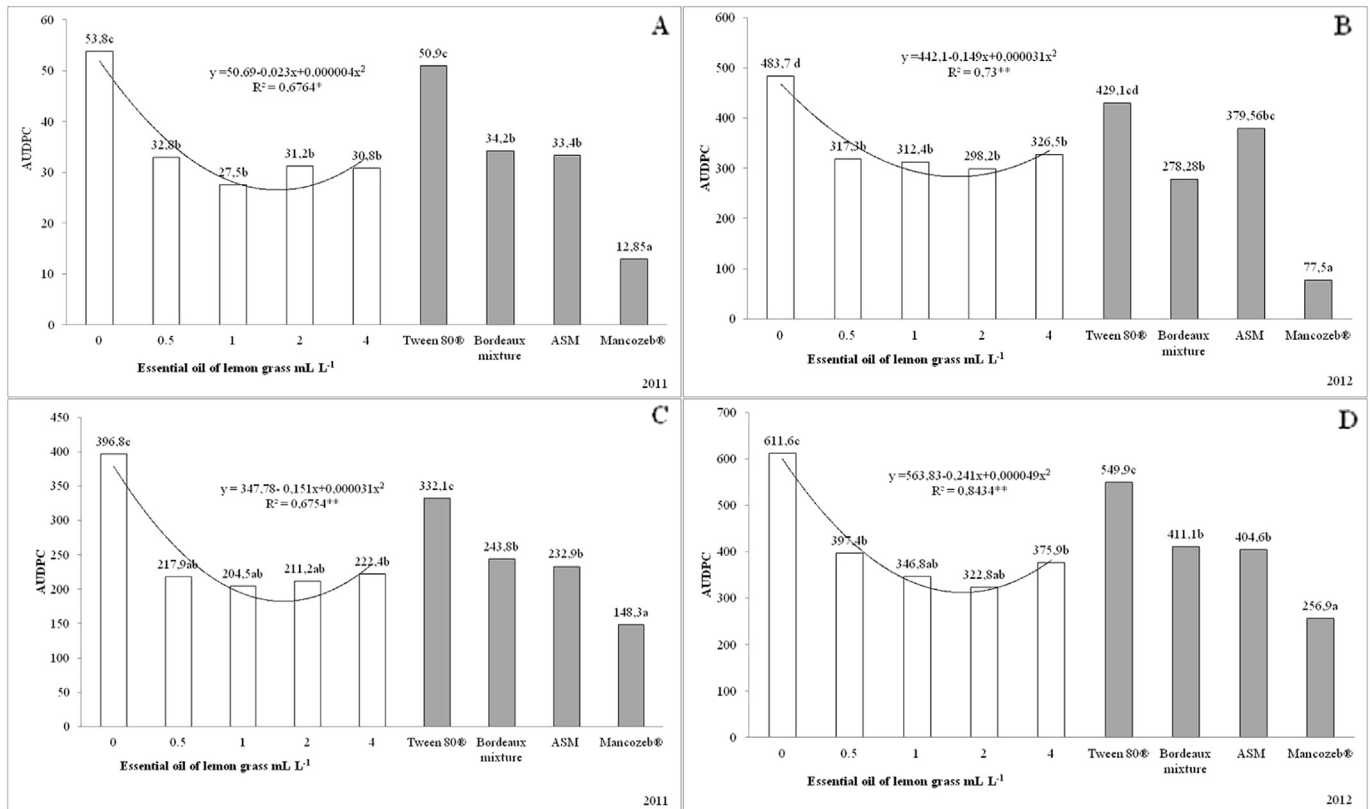 A
60
50
40
30
20
10
0
AUDPC
53,8c
32,8b
27,5b
31,2b
30,8b
50,9c
34,2b
33,4b
12,85a
y =50,69-0,023x+0,000004x²
R² = 0,6764*
0 0.5 1 2 4 Tween 80® Bordeaux mixture ASM Mancozeb®
Essential oil of lemon grass mL L⁻¹
2011
B
600
500
400
300
200
100
0
AUDPC
483,7 d
317,3b
312,4b
298,2b
326,5b
429,1cd
278,28b
379,56bc
77,5a
y =442,1-0,149x+0,000031x²
R² = 0,73**
0 0.5 1 2 4 Tween 80® Bordeaux mixture ASM Mancozeb®
Essential oil of lemon grass mL L⁻¹
2012
C
450
400
350
300
250
200
150
100
50
0
AUDPC
396,8c
217,9ab
204,5ab
211,2ab
222,4b
332,1c
243,8b
232,9b
148,3a
y = 347,78- 0,151x+0,000031x²
R² = 0,6754**
0 0.5 1 2 4 Tween 80® Bordeaux mixture ASM Mancozeb®
Essential oil of lemon grass mL L⁻¹
2011
D
700
600
500
400
300
200
100
0
AUDPC
611,6c
397,4b
346,8ab
322,8ab
375,9b
549,9c
411,1b
404,6b
256,9a
y =563,83-0,241x+0,000049x²
R² = 0,8434**
0 0.5 1 2 4 Tween 80® Bordeaux mixture ASM Mancozeb®
Essential oil of lemon grass mL L⁻¹
2012